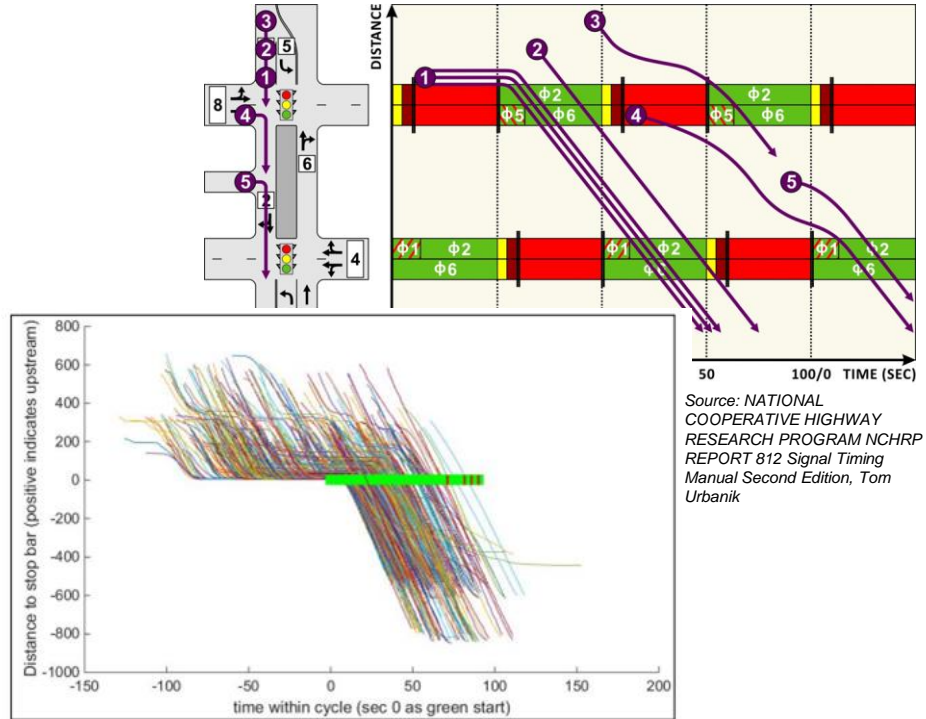 3
2
5
1
8
4
6
5
2
4
DISTANCE
3
2
1
Φ2
Φ2
Φ5
Φ6
4
Φ5
Φ6
5
Φ1
Φ2
Φ1
Φ2
Φ1
Φ2
Φ6
Φ6
50
100/0
TIME (SEC)
Source: NATIONAL
COOPERATIVE HIGHWAY
RESEARCH PROGRAM NCHRP
REPORT 812 Signal Timing
Manual Second Edition, Tom
Urbanik
Distance to stop bar (positive indicates upstream)
800
600
400
200
0
-200
-400
-600
-800
-1000
-150 -100 -50 0 50 100 150 200
time within cycle (sec 0 as green start)